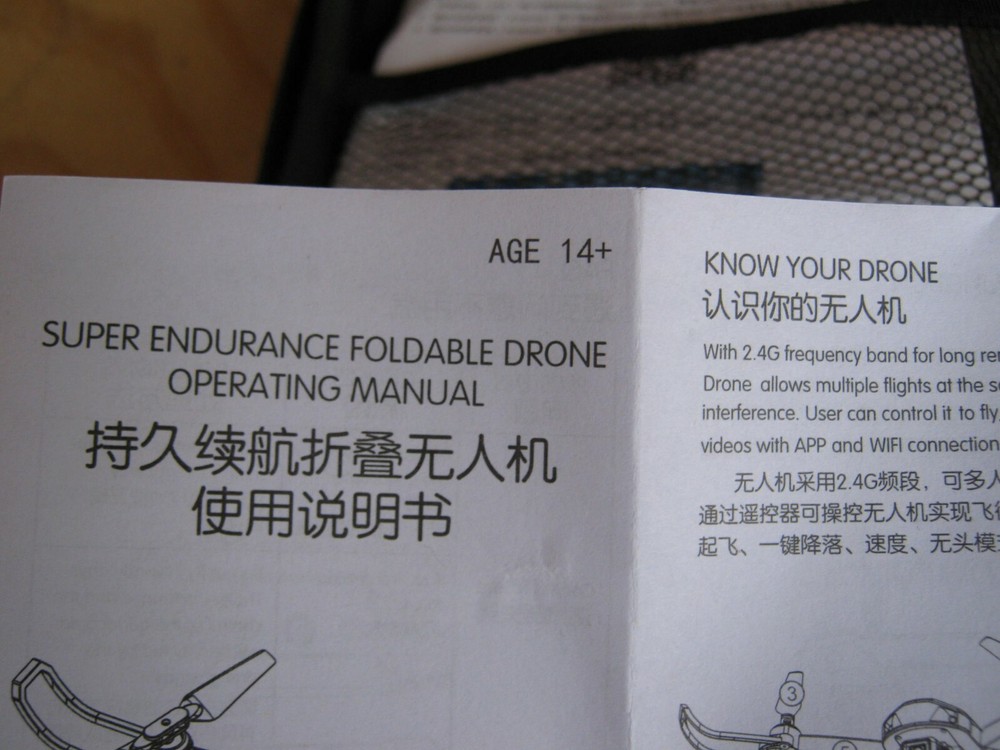 AGE 14+
SUPER ENDURANCE FOLDABLE DRONE
OPERATING MANUAL
持久续航折叠无人机
使用说明书
KNOW YOUR DRONE
认识你的无人机
With 2.4G frequency band for long
Drone allows multiple flights at the
interference. User can control it to fly
videos with APP and WIFI connection
无人机采用2.4G频段，可多人
通过遥控器可操控无人机实现飞行
起飞、一键降落、速度、无头模
3